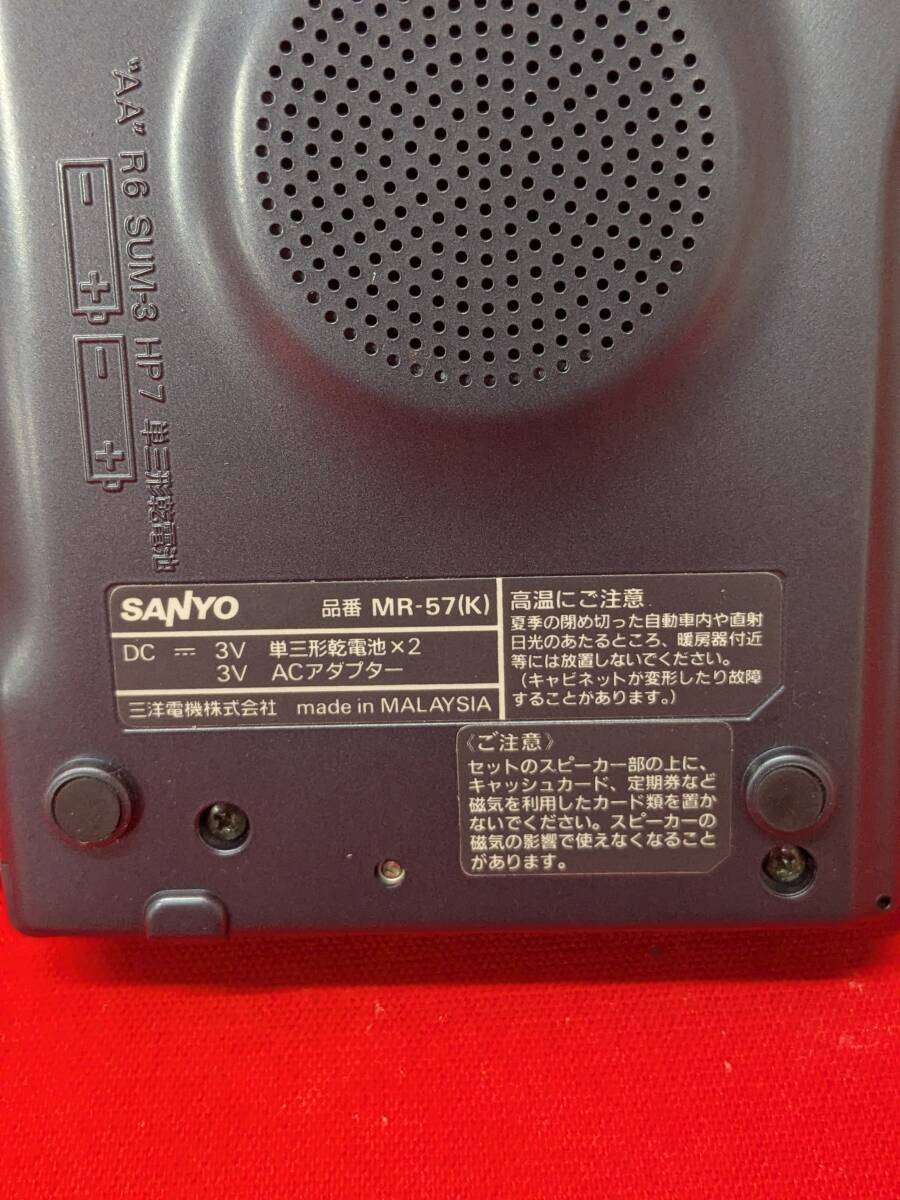 "AA" R6 SUM-3 HP7 単三形乾電池
SANYO 品番 MR-57(K)
DC ⎓ 3V 単三形乾電池×2
3V ACアダプター
三洋電機株式会社 made in MALAYSIA
高温にご注意
夏季の閉め切った自動車内や直射
日光のあたるところ、暖房器付近
等には放置しないでください。
(キャビネットが変形したり故障
することがあります。)
〈ご注意〉
セットのスピーカー部の上に、
キャッシュカード、定期券など
磁気を利用したカード類を置か
ないでください。スピーカーの
磁気の影響で使えなくなること
があります。